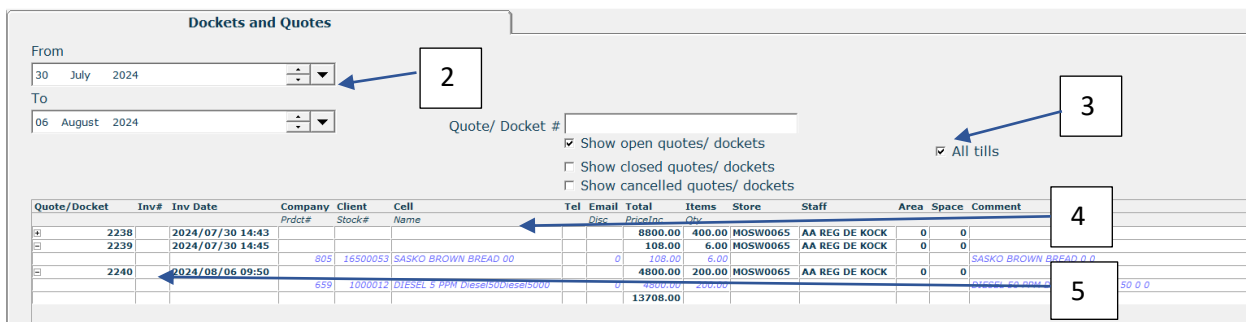 Dockets and Quotes
From
30 July 2024
2
To
3
06 August 2024
Quote/ Docket #
Show open quotes/ dockets
All tills
Show closed quotes/ dockets
Show cancelled quotes/ dockets
Quote/Docket Inv# Inv Date Company Client Cell Tel Email Total Items Store Staff Area Space Comment
Prdct# Stock# Name Disc PriceInc Qty
4
2238 2024/07/30 14:43 8800.00 400.00 MOSW0065 AA REG DE KOCK 0 0
2239 2024/07/30 14:45 108.00 6.00 MOSW0065 AA REG DE KOCK 0 0
805 16500053 SASKO BROWN BREAD 00 0 108.00 6.00 SASKO BROWN BREAD 0 0
2240 2024/08/06 09:50 4800.00 200.00 MOSW0065 AA REG DE KOCK 0 0
659 1000012 DIESEL 5 PPM Diesel50Diesel5000 0 4800.00 200.00 DIESEL 50 PPM 50 0 0
5
13708.00